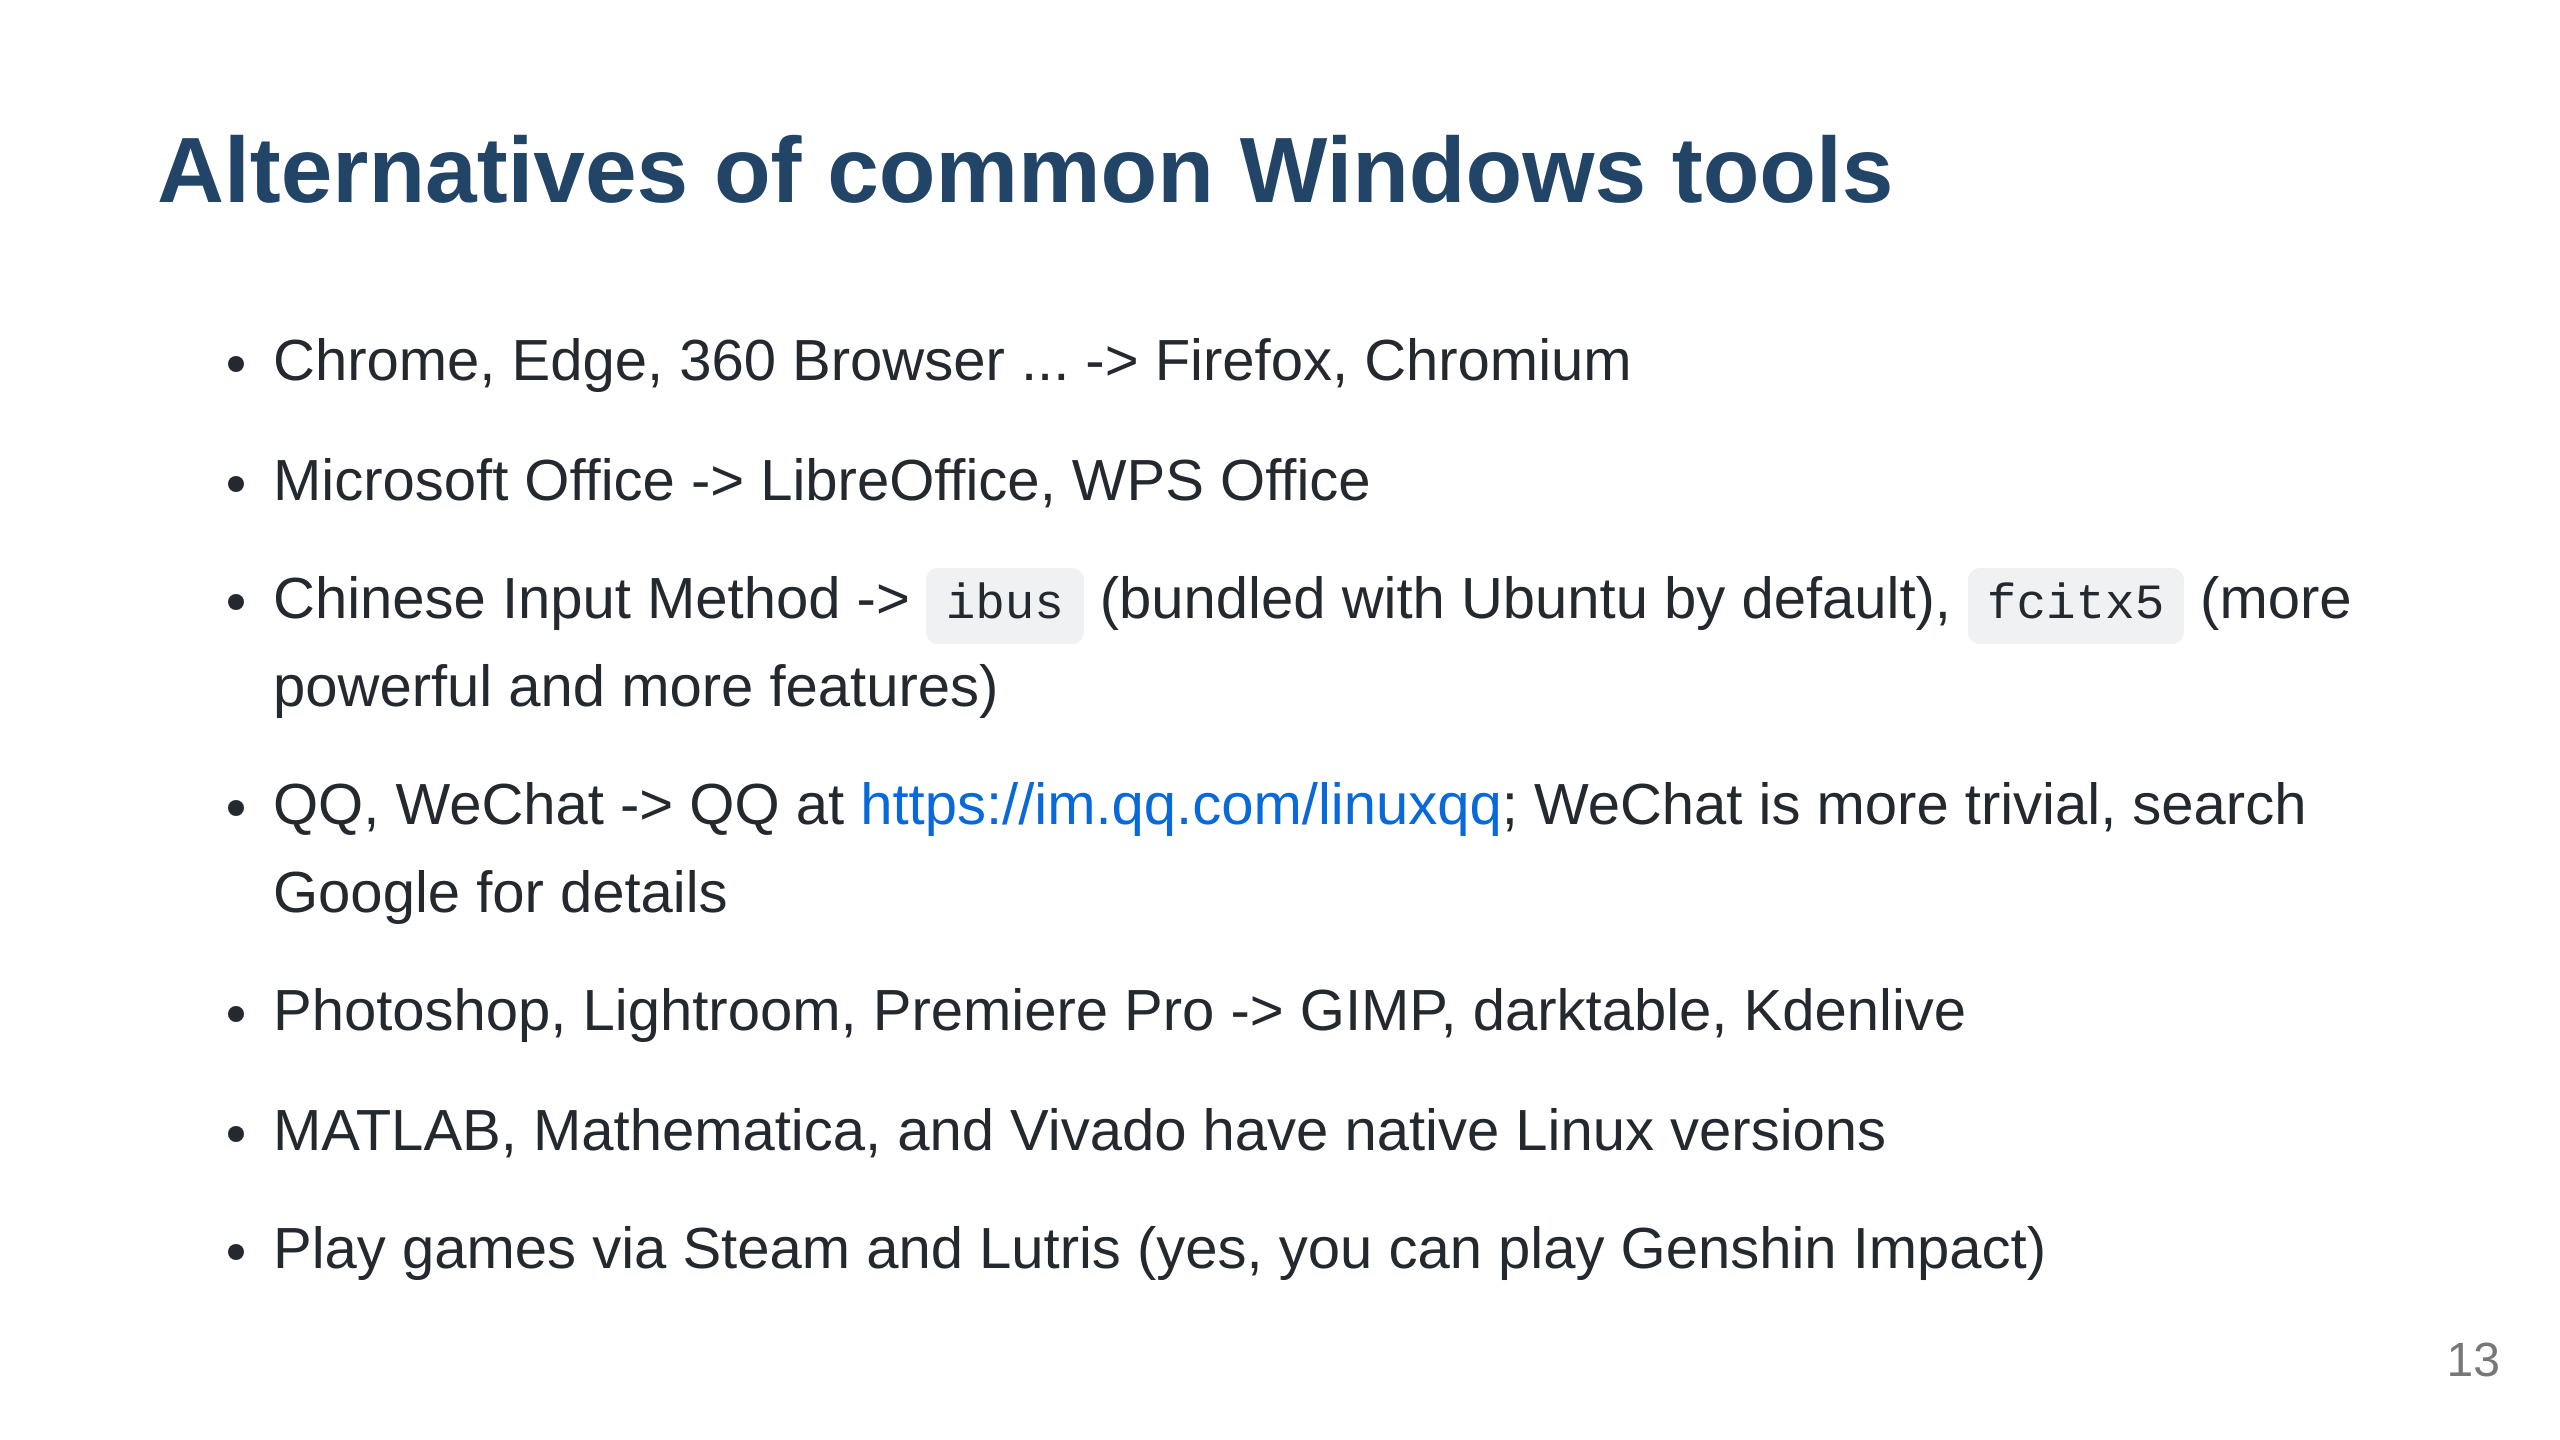 Alternatives of common Windows tools
• Chrome, Edge, 360 Browser ... -> Firefox, Chromium
• Microsoft Office -> LibreOffice, WPS Office
• Chinese Input Method -> ibus (bundled with Ubuntu by default), fcitx5 (more
powerful and more features)
• QQ, WeChat -> QQ at https://im.qq.com/linuxqq; WeChat is more trivial, search
Google for details
• Photoshop, Lightroom, Premiere Pro -> GIMP, darktable, Kdenlive
• MATLAB, Mathematica, and Vivado have native Linux versions
• Play games via Steam and Lutris (yes, you can play Genshin Impact)
13